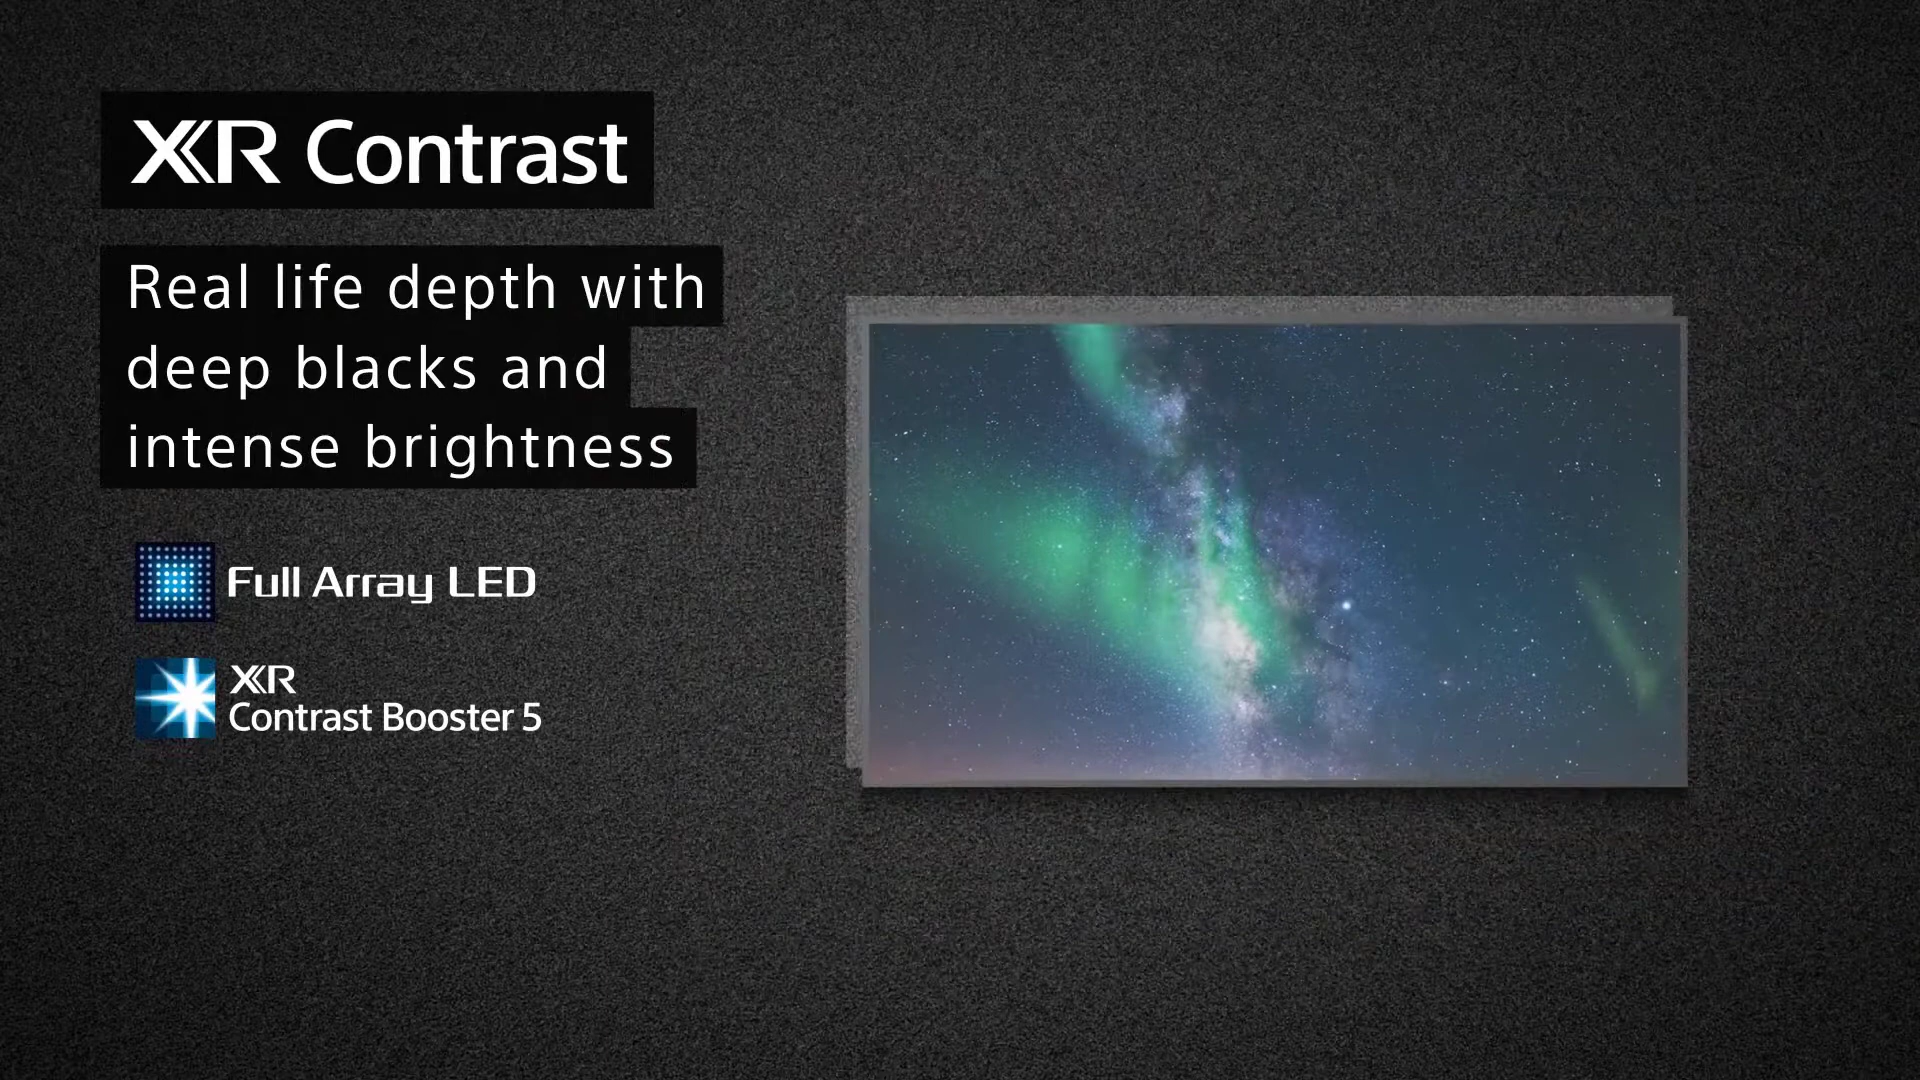 XR Contrast
Real life depth with
deep blacks and
intense brightness
Full Array LED
XR
Contrast Booster 5